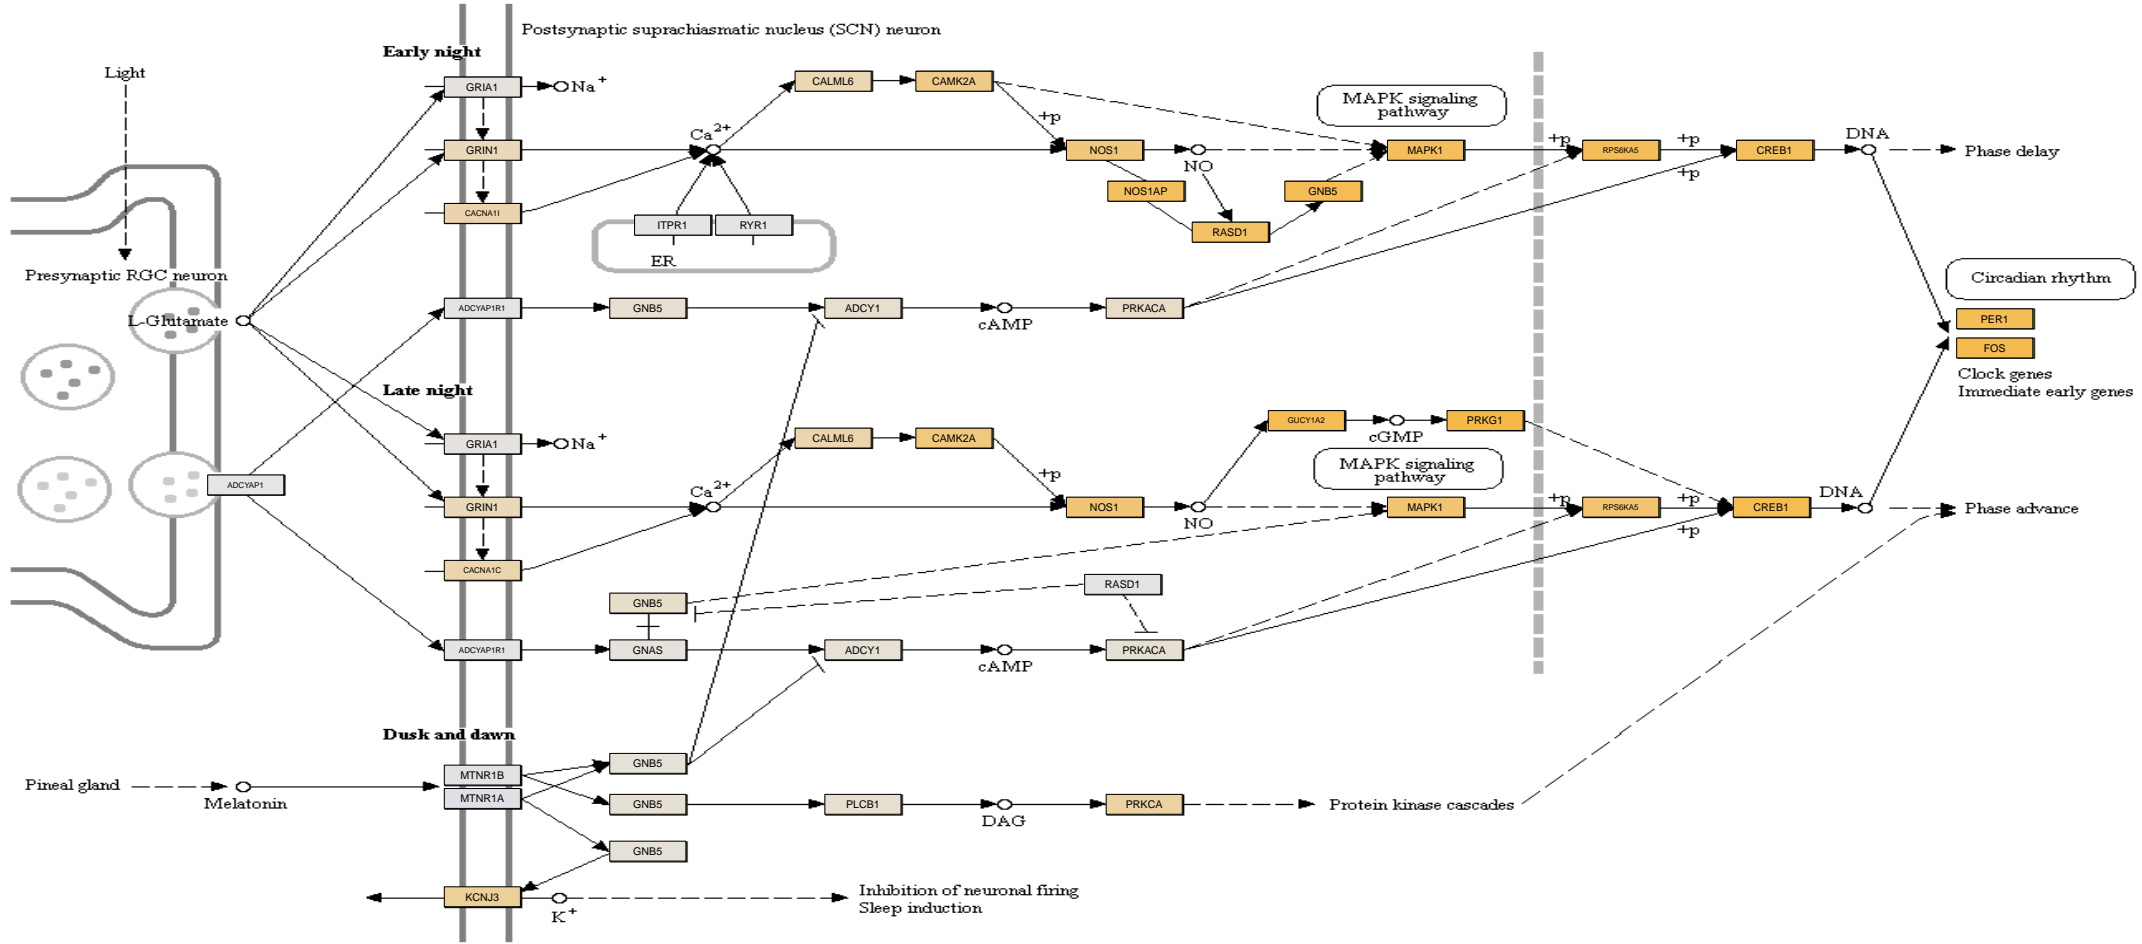 Postsynaptic suprachiasmatic nucleus (SCN) neuron
Early night
Light
GRIA1
Na+
CALML6
CAMK2A
MAPK signaling
pathway
+p
Ca2+
GRIN1
NOS1
NO
MAPK1
+p
RPS6KA5
+p
CREB1
DNA
Phase delay
+p
NOS1AP
GNB5
CACNA1I
ITPR1
RYR1
RASD1
ER
Presynaptic RGC neuron
Circadian rhythm
L-Glutamate
ADCYAP1R1
GNB5
ADCY1
cAMP
PRKACA
PER1
FOS
Clock genes
Immediate early genes
Late night
GRIA1
Na+
CALML6
CAMK2A
GUCY1A2
cGMP
PRKG1
MAPK signaling
pathway
+p
ADCYAP1
Ca2+
GRIN1
NOS1
NO
MAPK1
+p
RPS6KA5
+p
CREB1
DNA
Phase advance
+p
CACNA1C
RASD1
GNB5
ADCYAP1R1
GNAS
ADCY1
cAMP
PRKACA
Dusk and dawn
GNB5
MTNR1B
Pineal gland
Melatonin
MTNR1A
GNB5
PLCB1
DAG
PRKCA
Protein kinase cascades
GNB5
KCNJ3
K+
Inhibition of neuronal firing
Sleep induction